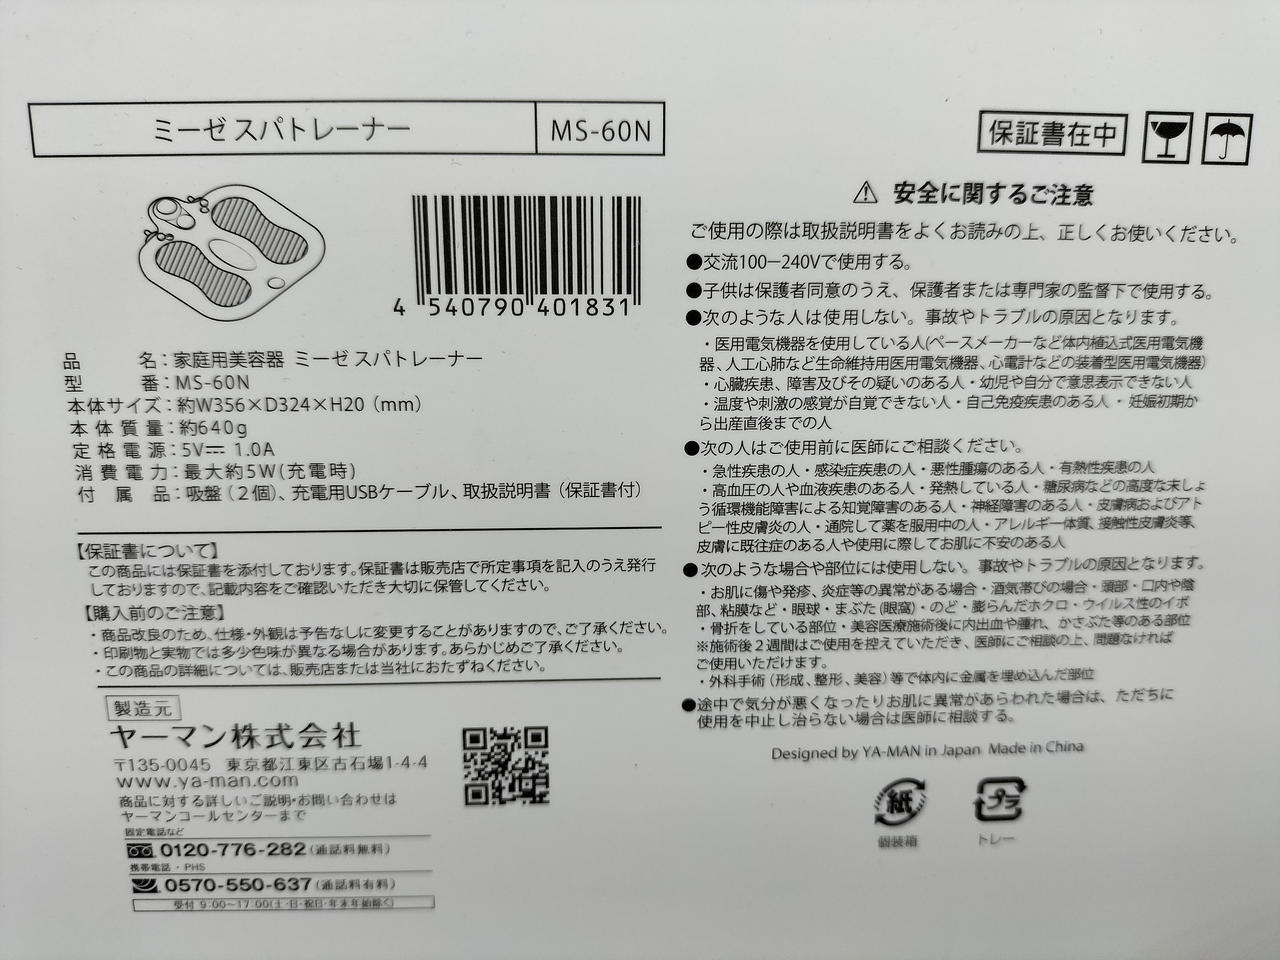 ミーゼ スパトレーナー MS-60N
4 540790 401831
品名：家庭用美容器 ミーゼ スパトレーナー
型番：MS-60N
本体サイズ：約W356×D324×H20（mm）
本体質量：約640g
定格電源：5V⎓ 1.0A
消費電力：最大約5W(充電時)
付属品：吸盤（2個)、充電用USBケーブル、取扱説明書（保証書付）
【保証書について】
この商品には保証書を添付しております。保証書は販売店で所定事項を記入のうえ発行
しておりますので、記載内容をご確認いただき大切に保管してください。
【購入前のご注意】
・商品改良のため、仕様・外観は予告なしに変更することがありますので、ご了承ください。
・印刷物と実物では多少色味が異なる場合があります。あらかじめご了承ください。
・この商品の詳細については、販売店または当社におたずねください。
製造元
ヤーマン株式会社
〒135-0045 東京都江東区古石場1-4-4
www.ya-man.com
商品に対する詳しいご説明・お問い合わせは
ヤーマンコールセンターまで
固定電話など
0120-776-282(通話料無料)
携帯電話・PHS
0570-550-637(通話料有料)
受付 9:00〜17:00(土・日・祝日・年末年始除く)
保証書在中
⚠ 安全に関するご注意
ご使用の際は取扱説明書をよくお読みの上、正しくお使いください。
●交流100ー240Vで使用する。
●子供は保護者同意のうえ、保護者または専門家の監督下で使用する。
●次のような人は使用しない。事故やトラブルの原因となります。
・医用電気機器を使用している人(ペースメーカーなど体内植込式医用電気機
器、人工心肺など生命維持用医用電気機器、心電計などの装着型医用電気機器)
・心臓疾患、障害及びその疑いのある人・幼児や自分で意思表示できない人
・温度や刺激の感覚が自覚できない人・自己免疫疾患のある人・妊娠初期か
ら出産直後までの人
●次の人はご使用前に医師にご相談ください。
・急性疾患の人・感染症疾患の人・悪性腫瘍のある人・有熱性疾患の人
・高血圧の人や血液疾患のある人・発熱している人・糖尿病などの高度な末しょ
う循環機能障害による知覚障害のある人・神経障害のある人・皮膚病およびアト
ピー性皮膚炎の人・通院して薬を服用中の人・アレルギー体質、接触性皮膚炎等、
皮膚に既往症のある人や使用に際してお肌に不安のある人
●次のような場合や部位には使用しない。事故やトラブルの原因となります。
・お肌に傷や発疹、炎症等の異常がある場合・酒気帯びの場合・頭部・口内や陰
部、粘膜など・眼球・まぶた(眼窩)・のど・膨らんだホクロ・ウイルス性のイボ
・骨折をしている部位・美容医療施術後に内出血や腫れ、かさぶた等のある部位
※施術後２週間はご使用を控えていただき、医師にご相談の上、問題なければ
ご使用いただけます。
・外科手術（形成、整形、美容）等で体内に金属を埋め込んだ部位
●途中で気分が悪くなったりお肌に異常があらわれた場合は、ただちに
使用を中止し治らない場合は医師に相談する。
Designed by YA-MAN in Japan Made in China
紙 プラ
個装箱 トレー